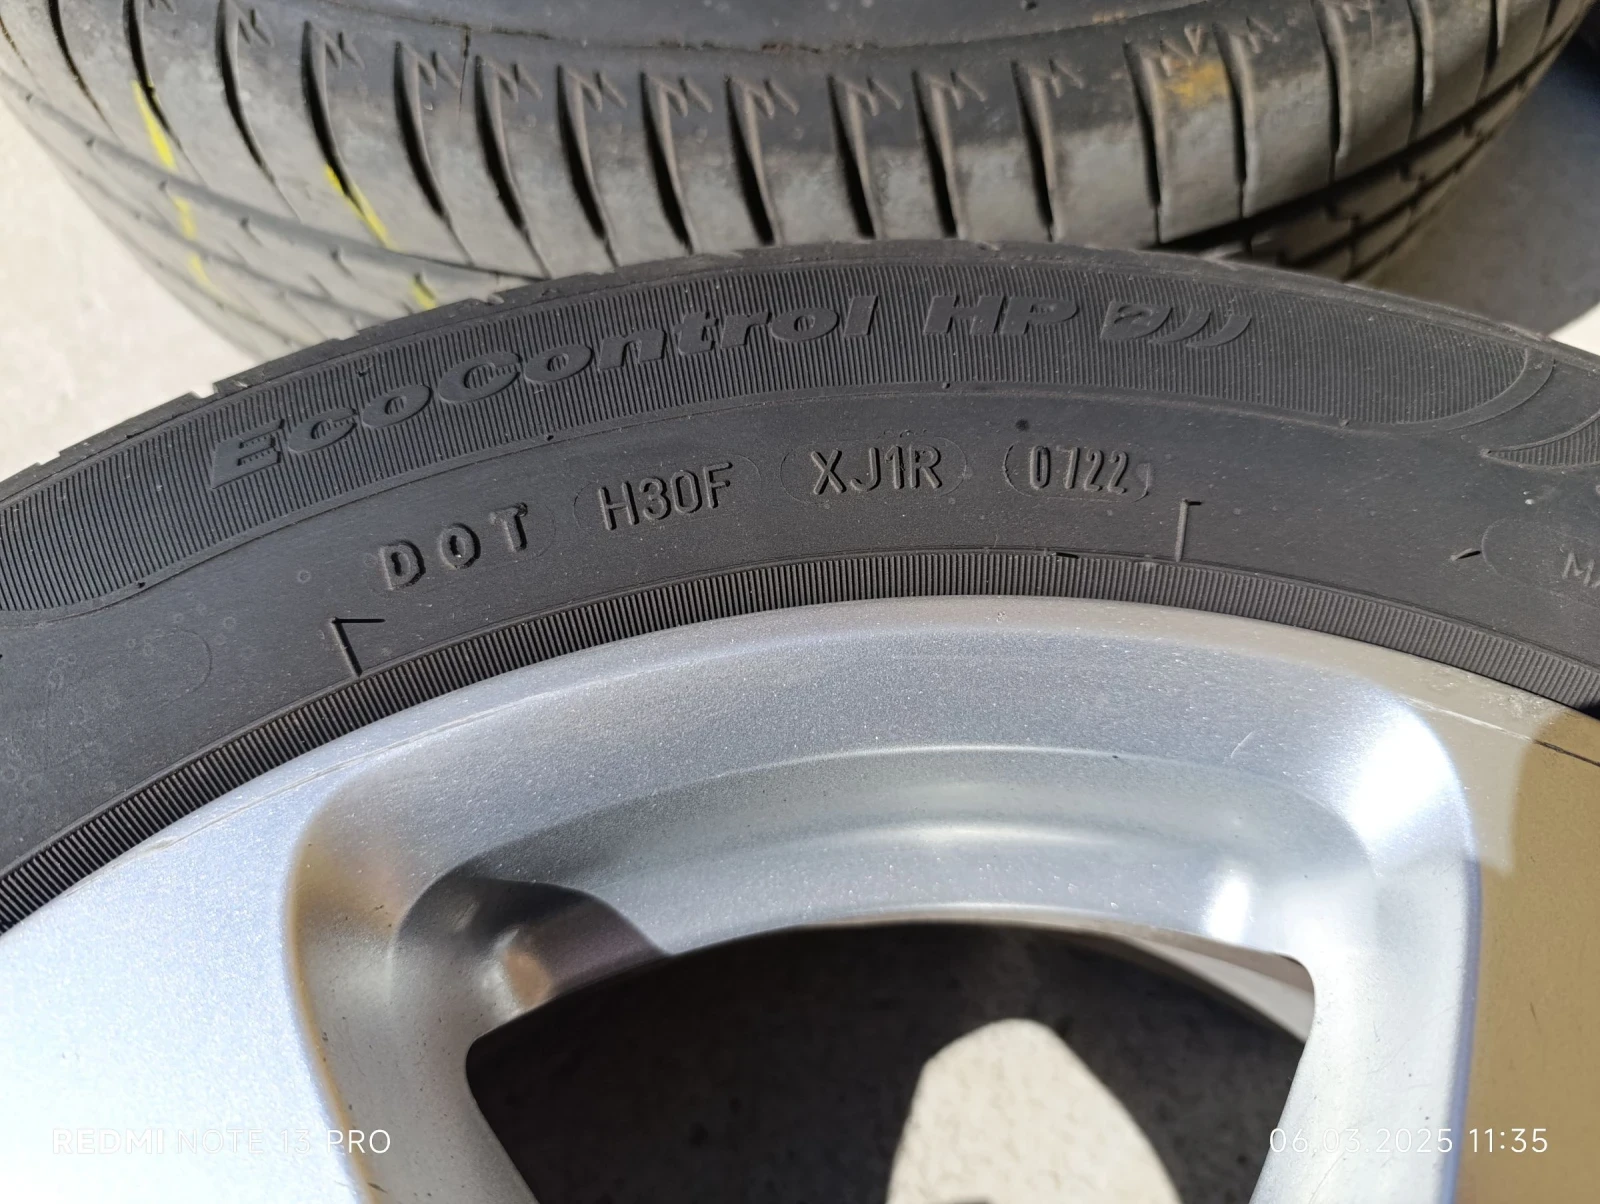 EcoControl HP 2
DOT H30F XJ1R 0722
REDMI NOTE 13 PRO
06.03.2025 11:35